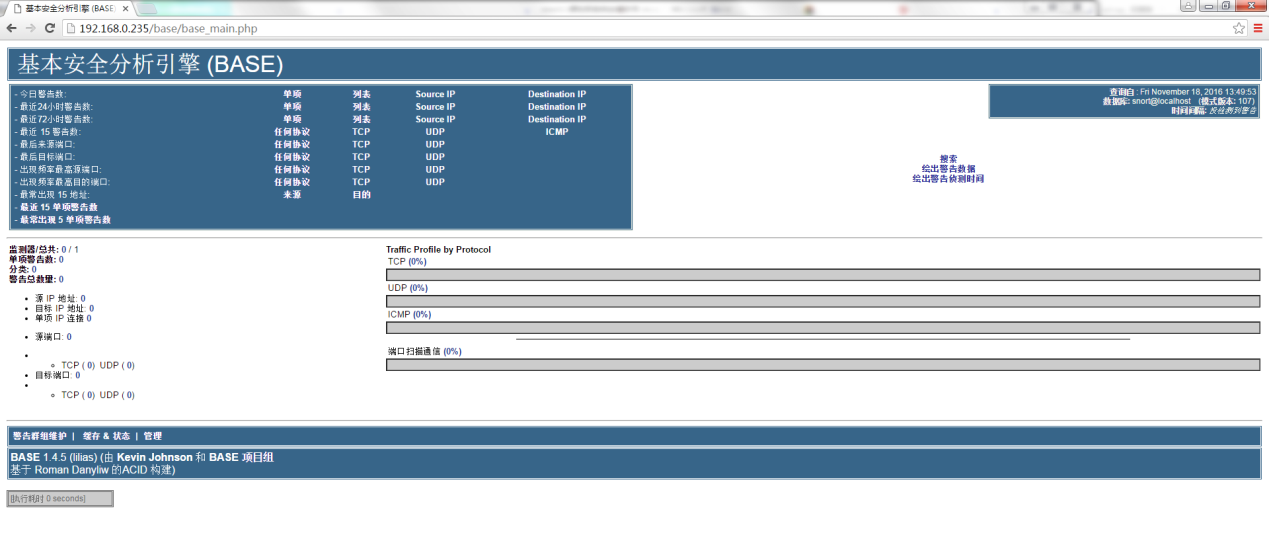 基本安全分析引擎 (BASE) ×
192.168.0.235/base/base_main.php
基本安全分析引擎 (BASE)
- 今日警告数: 单项 列表 Source IP Destination IP
- 最近24小时警告数: 单项 列表 Source IP Destination IP
- 最近72小时警告数: 单项 列表 Source IP Destination IP
- 最近 15 警告数: 任何协议 TCP UDP ICMP
- 最后来源端口: 任何协议 TCP UDP
- 最后目标端口: 任何协议 TCP UDP
- 出现频率最高源端口: 任何协议 TCP UDP
- 出现频率最高目的端口: 任何协议 TCP UDP
- 最常出现 15 地址: 来源 目的
- 最近 15 单项警告数
- 最常出现 5 单项警告数
查询自 : Fri November 18, 2016 13:49:53
数据库: snort@localhost (模式版本: 107)
时间间隔: 没检测到警告
搜索
绘出警告数据
绘出警告侦测时间
监测器/总共: 0 / 1
单项警告数: 0
分类: 0
警告总数量: 0
• 源 IP 地址: 0
• 目标 IP 地址: 0
• 单项 IP 连接 0
• 源端口: 0
◦ TCP ( 0) UDP ( 0)
• 目标端口: 0
◦ TCP ( 0) UDP ( 0)
Traffic Profile by Protocol
TCP (0%)
UDP (0%)
ICMP (0%)
端口扫描通信 (0%)
警告群组维护 | 缓存 & 状态 | 管理
BASE 1.4.5 (lilias) (由 Kevin Johnson 和 BASE 项目组
基于 Roman Danyliw 的ACID 构建)
[执行耗时 0 seconds]